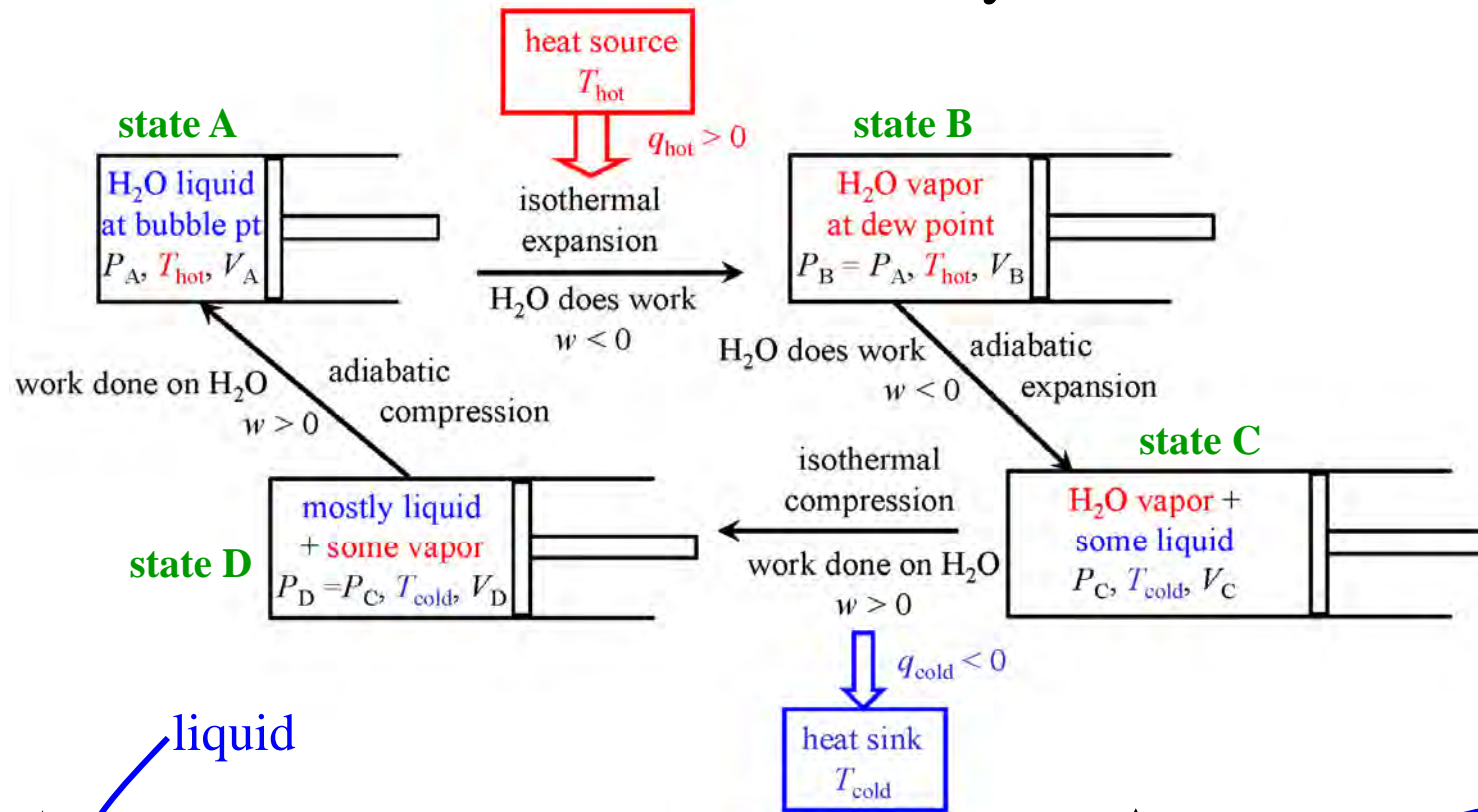 heat source
T_hot
q_hot > 0
state A
H₂O liquid
at bubble pt
P_A, T_hot, V_A
isothermal
expansion
H₂O does work
w < 0
state B
H₂O vapor
at dew point
P_B = P_A, T_hot, V_B
H₂O does work
w < 0
adiabatic
expansion
work done on H₂O
w > 0
adiabatic
compression
state C
H₂O vapor +
some liquid
P_C, T_cold, V_C
isothermal
compression
work done on H₂O
w > 0
state D
mostly liquid
+ some vapor
P_D =P_C, T_cold, V_D
q_cold < 0
heat sink
T_cold
liquid